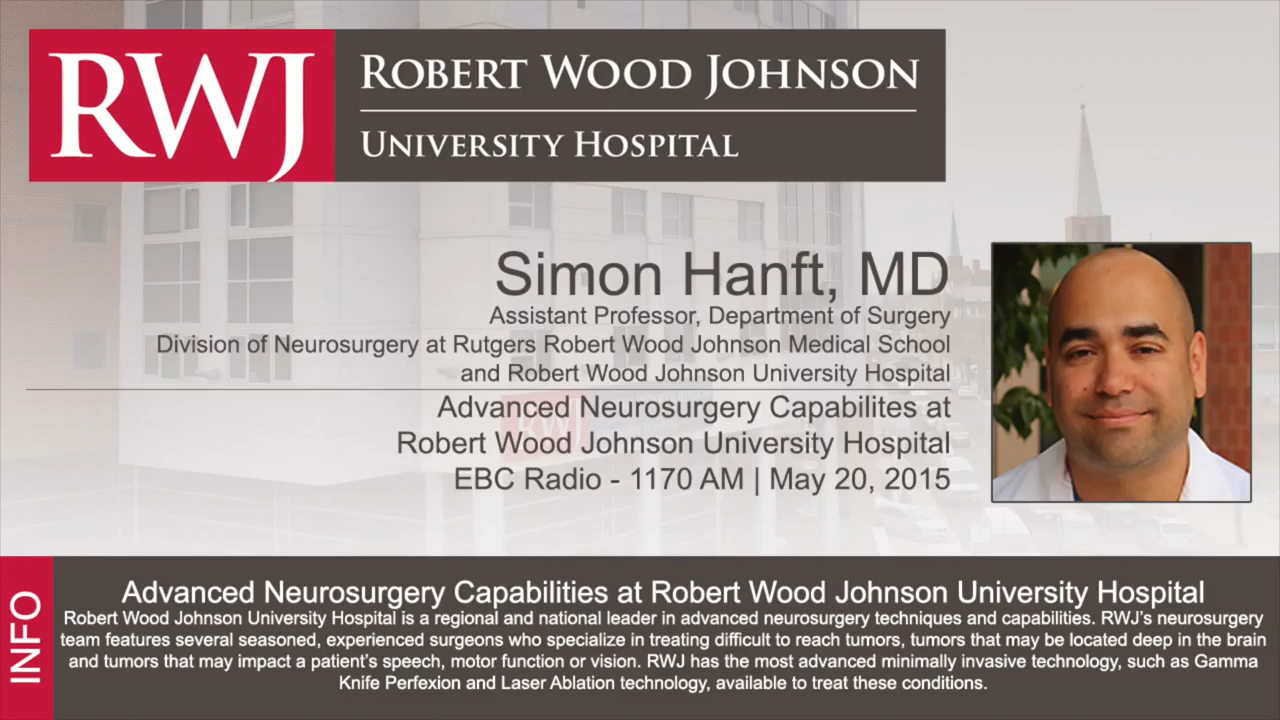 RWJ
ROBERT WOOD JOHNSON
UNIVERSITY HOSPITAL
Simon Hanft, MD
Assistant Professor, Department of Surgery
Division of Neurosurgery at Rutgers Robert Wood Johnson Medical School
and Robert Wood Johnson University Hospital
Advanced Neurosurgery Capabilites at
Robert Wood Johnson University Hospital
EBC Radio - 1170 AM | May 20, 2015
INFO
Advanced Neurosurgery Capabilities at Robert Wood Johnson University Hospital
Robert Wood Johnson University Hospital is a regional and national leader in advanced neurosurgery techniques and capabilities. RWJ's neurosurgery
team features several seasoned, experienced surgeons who specialize in treating difficult to reach tumors, tumors that may be located deep in the brain
and tumors that may impact a patient's speech, motor function or vision. RWJ has the most advanced minimally invasive technology, such as Gamma
Knife Perfexion and Laser Ablation technology, available to treat these conditions.